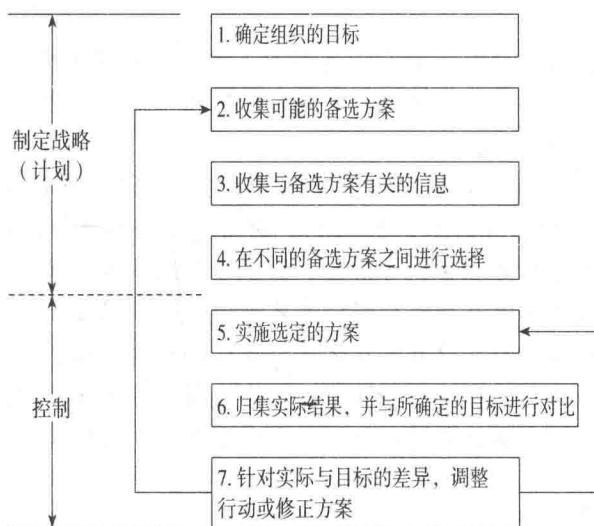 1. 确定组织的目标
2. 收集可能的备选方案
制定战略
（计划）
3. 收集与备选方案有关的信息
4. 在不同的备选方案之间进行选择
5. 实施选定的方案
控制
6. 归集实际结果，并与所确定的目标进行对比
7. 针对实际与目标的差异，调整
行动或修正方案